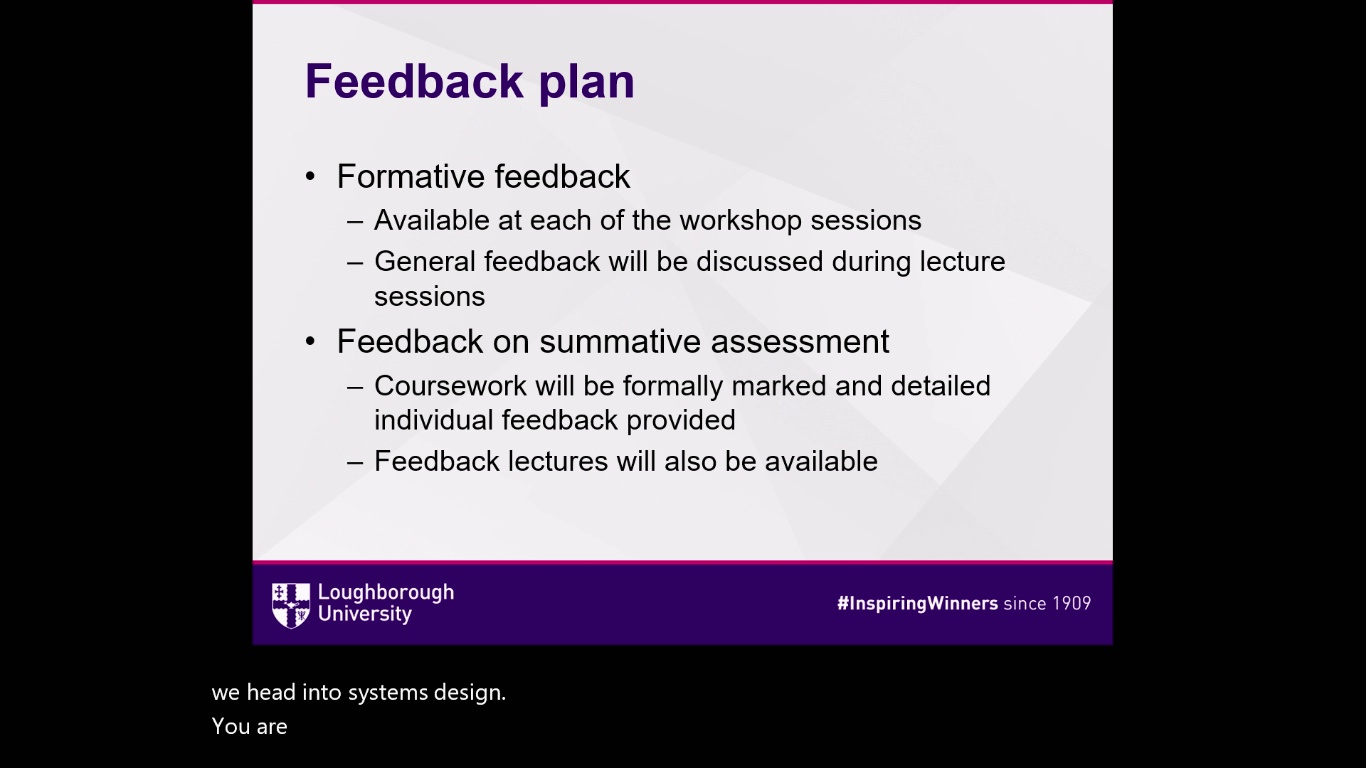 Feedback plan
• Formative feedback
– Available at each of the workshop sessions
– General feedback will be discussed during lecture
sessions
• Feedback on summative assessment
– Coursework will be formally marked and detailed
individual feedback provided
– Feedback lectures will also be available
Loughborough
University
#InspiringWinners since 1909
we head into systems design.
You are